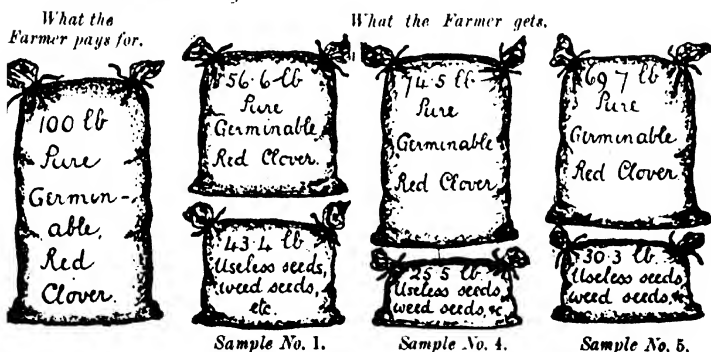 What the
Farmer pays for.
What the Farmer gets.
100 lb
Pure
Germin-
able,
Red
Clover.
56.6 lb
Pure
Germinable
Red Clover.
43.4 lb
Useless seeds,
weed seeds,
etc.
Sample No. 1.
74.5 lb
Pure
Germinable
Red Clover
25.5 lb
Useless seeds
weed seeds, &c
Sample No. 4.
69.7 lb
Pure
Germinable
Red Clover
30.3 lb
Useless seeds
weed seeds, &c
Sample No. 5.